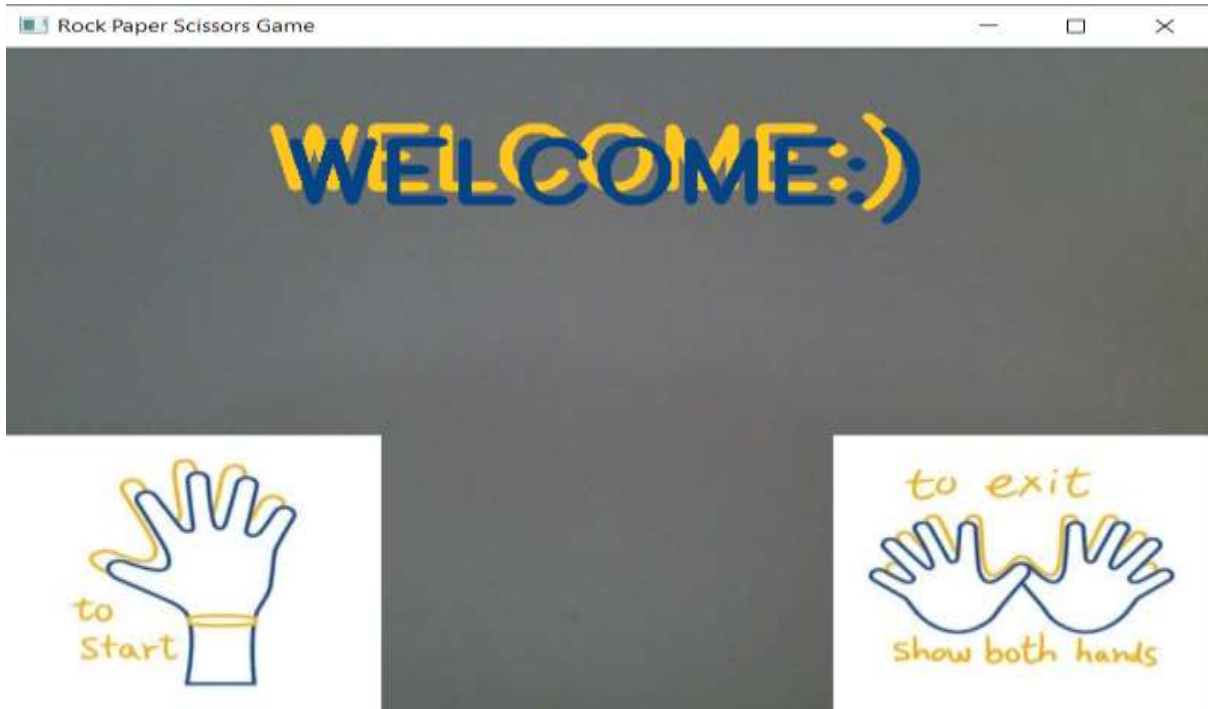 Rock Paper Scissors Game
WELCOME:)
to
start
to exit
show both hands